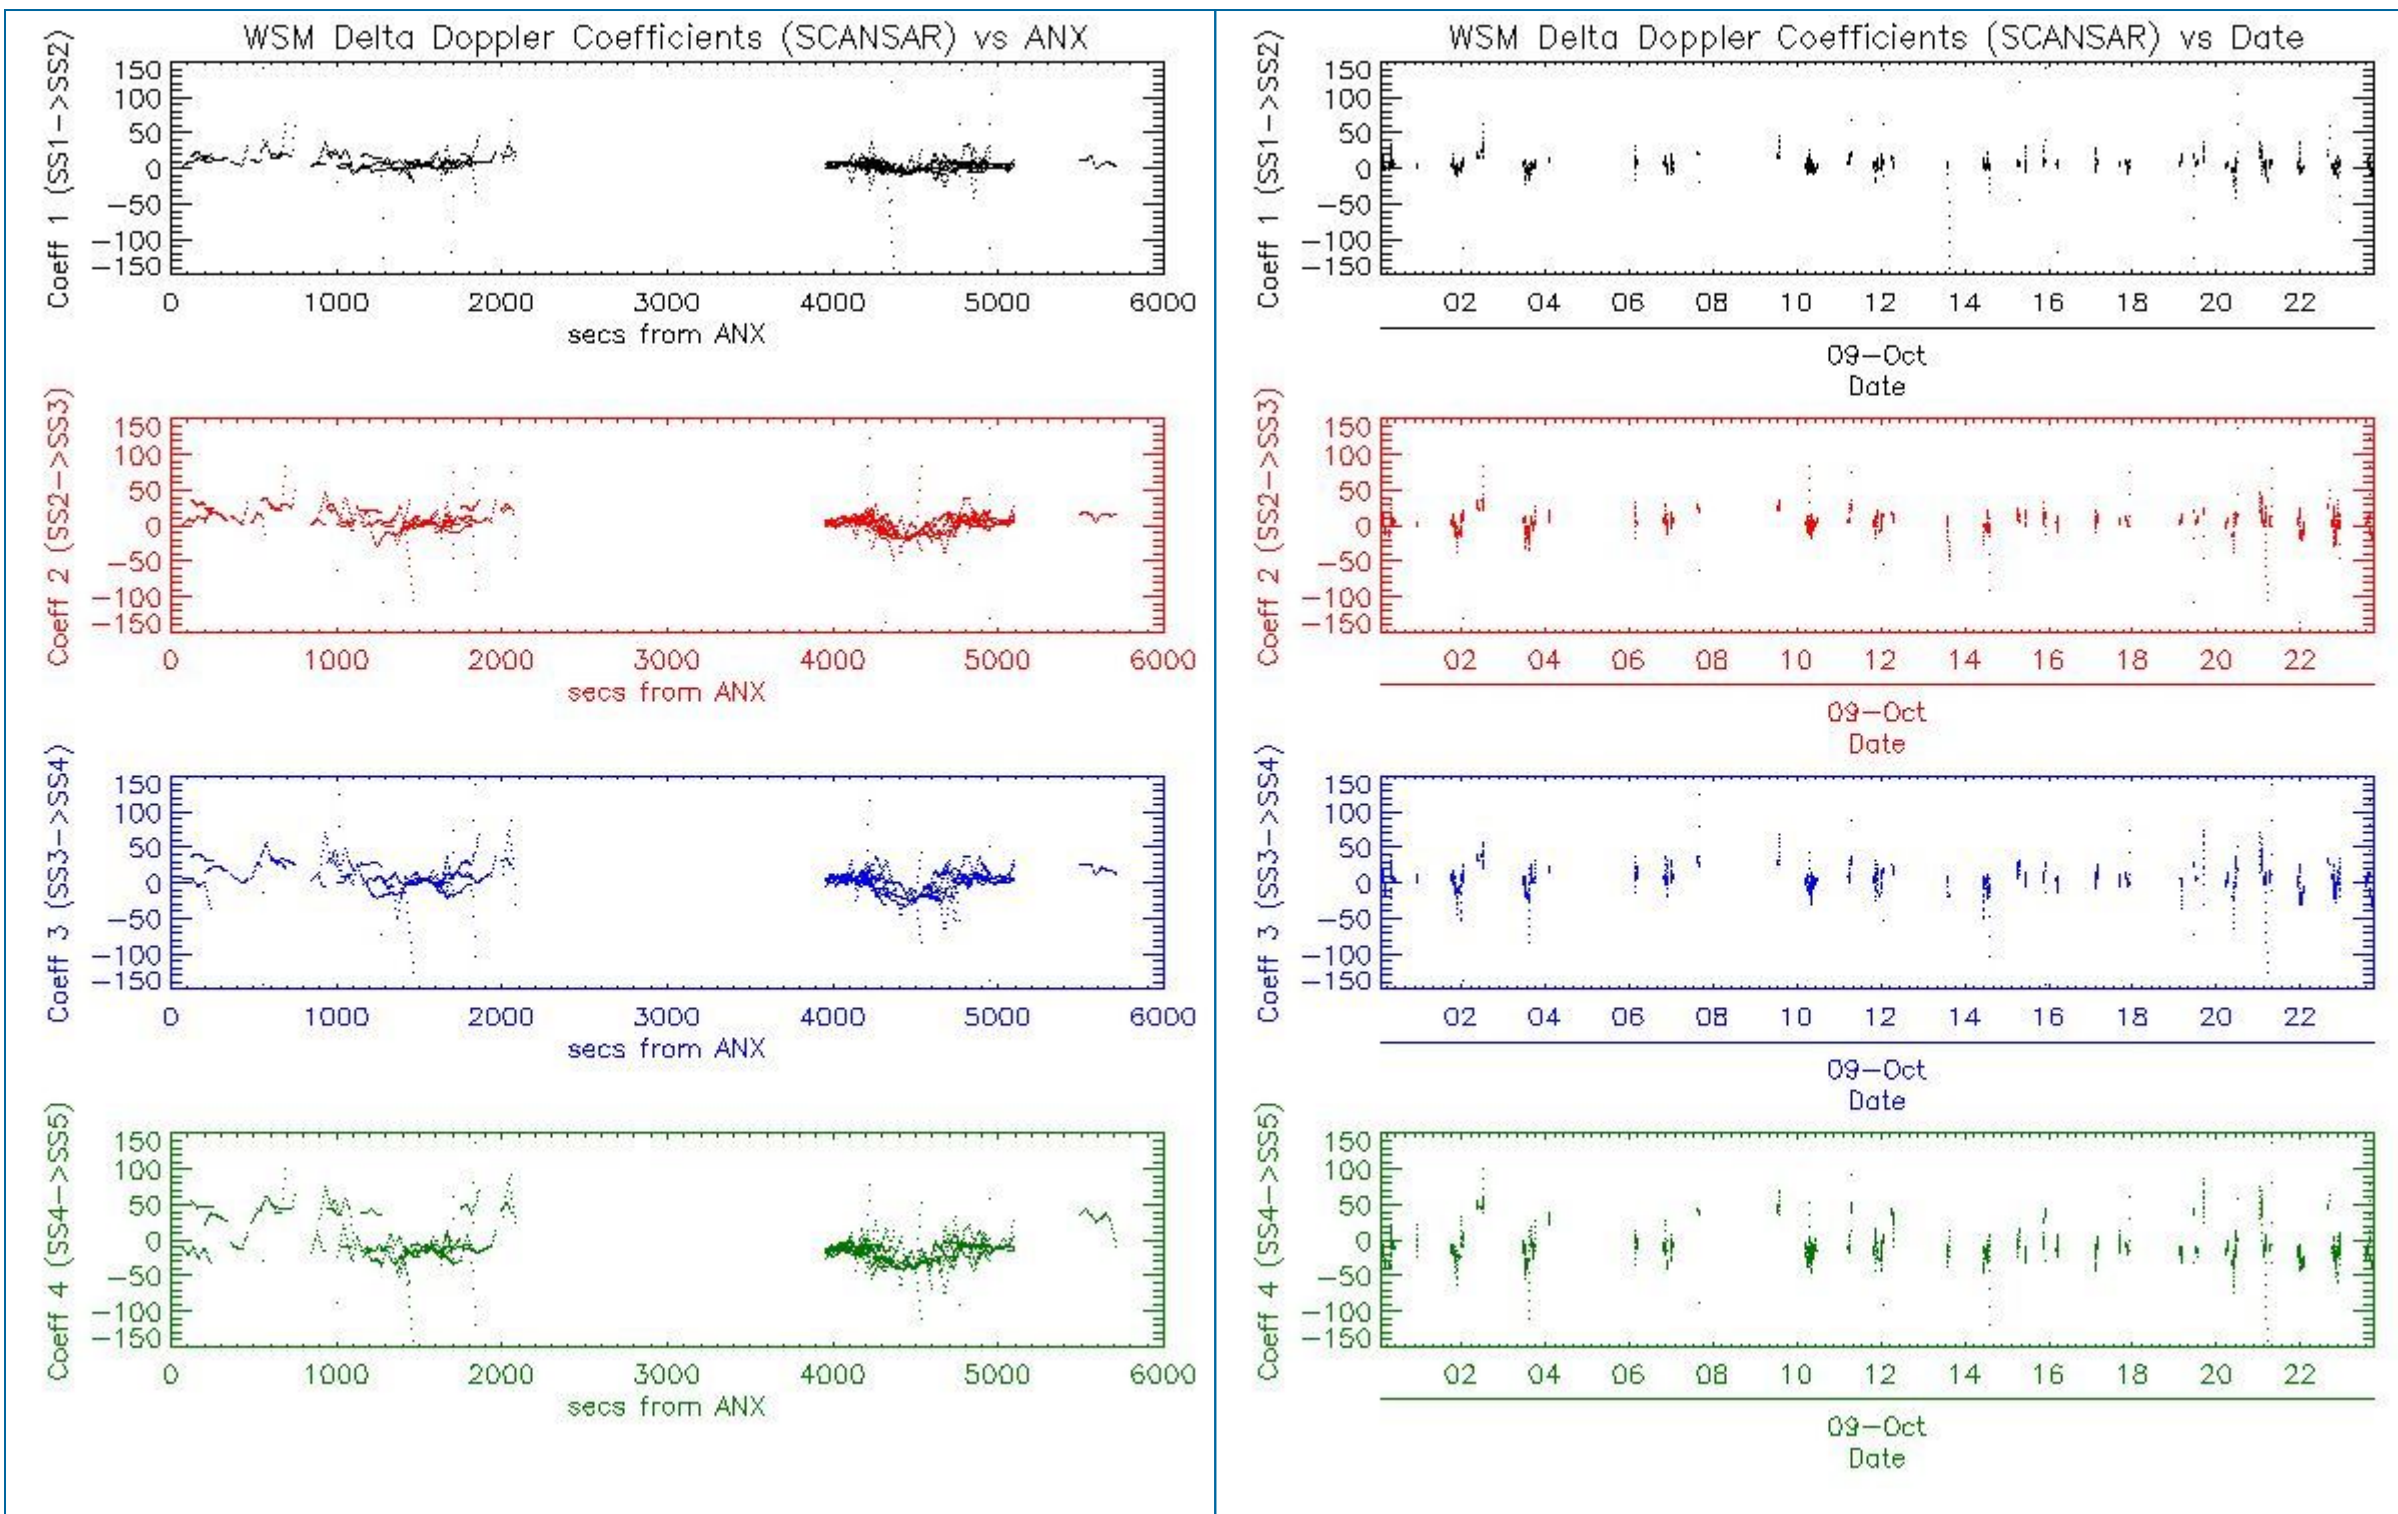 WSM Delta Doppler Coefficients (SCANSAR) vs ANX
Coeff 1 (SS1->SS2)
150
100
50
0
-50
-100
-150
0 1000 2000 3000 4000 5000 6000
secs from ANX
Coeff 2 (SS2->SS3)
150
100
50
0
-50
-100
-150
0 1000 2000 3000 4000 5000 6000
secs from ANX
Coeff 3 (SS3->SS4)
150
100
50
0
-50
-100
-150
0 1000 2000 3000 4000 5000 6000
secs from ANX
Coeff 4 (SS4->SS5)
150
100
50
0
-50
-100
-150
0 1000 2000 3000 4000 5000 6000
secs from ANX
WSM Delta Doppler Coefficients (SCANSAR) vs Date
Coeff 1 (SS1->SS2)
150
100
50
0
-50
-100
-150
02 04 06 08 10 12 14 16 18 20 22
09-Oct
Date
Coeff 2 (SS2->SS3)
150
100
50
0
-50
-100
-150
02 04 06 08 10 12 14 16 18 20 22
09-Oct
Date
Coeff 3 (SS3->SS4)
150
100
50
0
-50
-100
-150
02 04 06 08 10 12 14 16 18 20 22
09-Oct
Date
Coeff 4 (SS4->SS5)
150
100
50
0
-50
-100
-150
02 04 06 08 10 12 14 16 18 20 22
09-Oct
Date